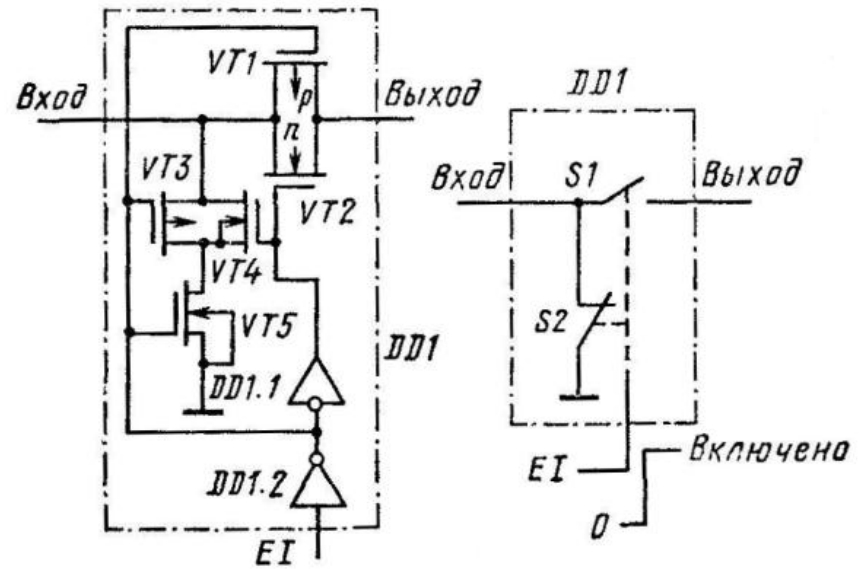 VT1
Вход
p
Выход
n
VT3
VT2
VT4
VT5
DD1
DD1.1
DD1.2
EI
DD1
Вход
S1
Выход
S2
EI
Включено
0